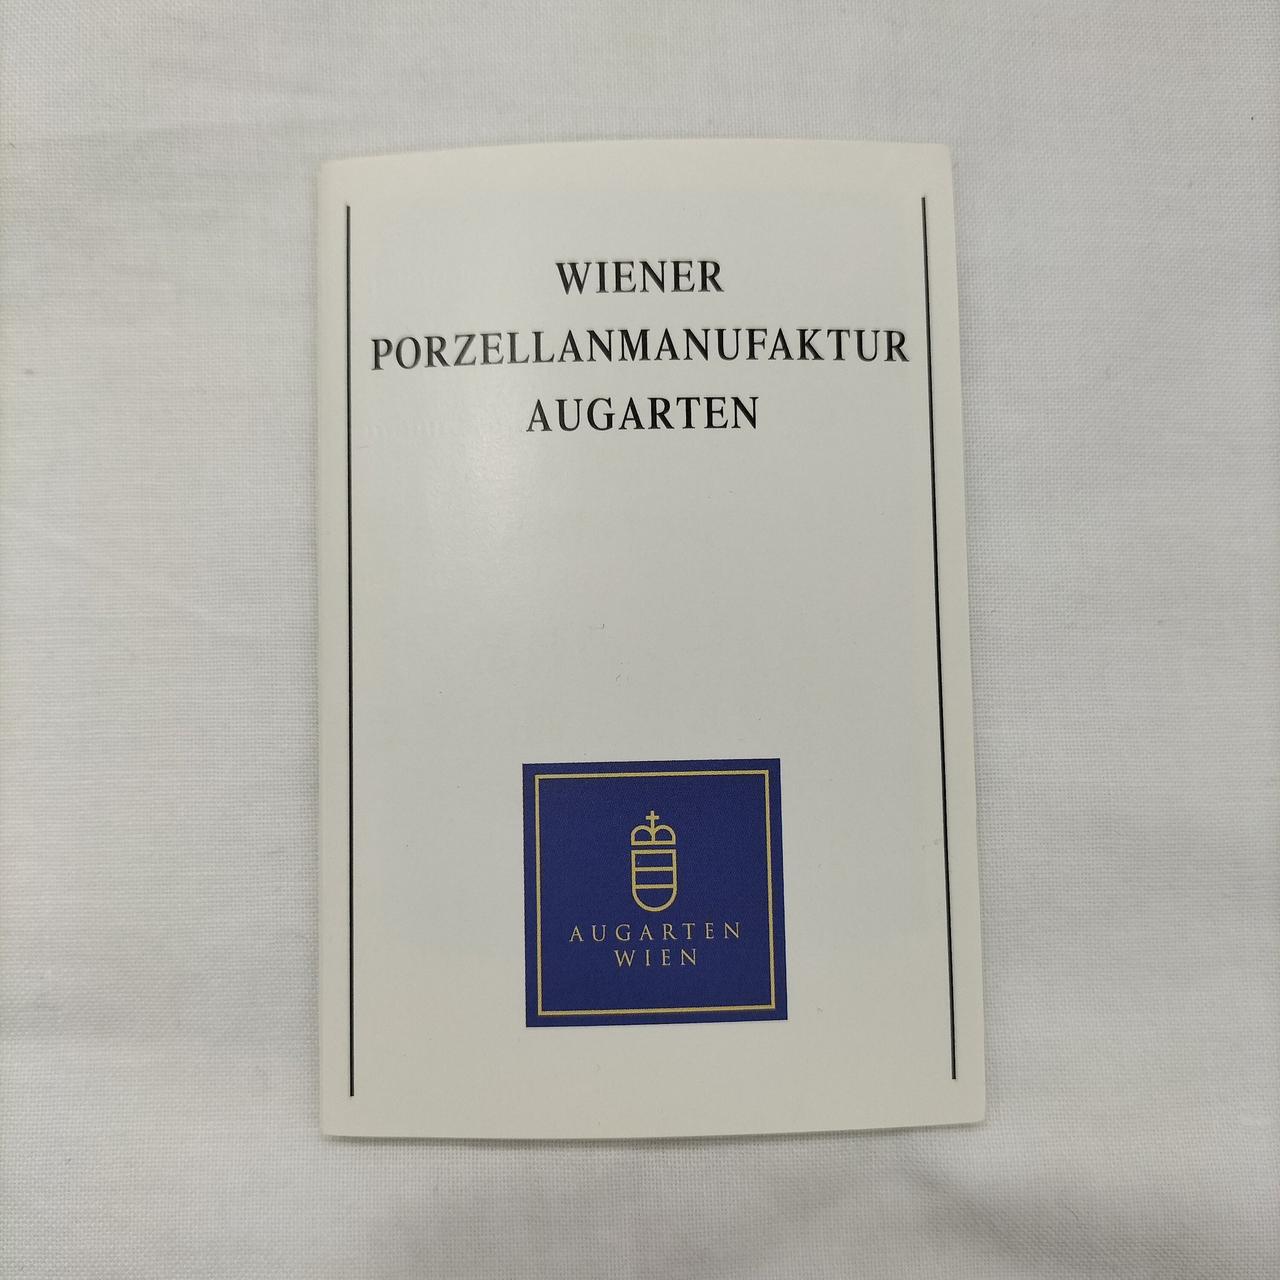 WIENER
PORZELLANMANUFAKTUR
AUGARTEN
AUGARTEN
WIEN